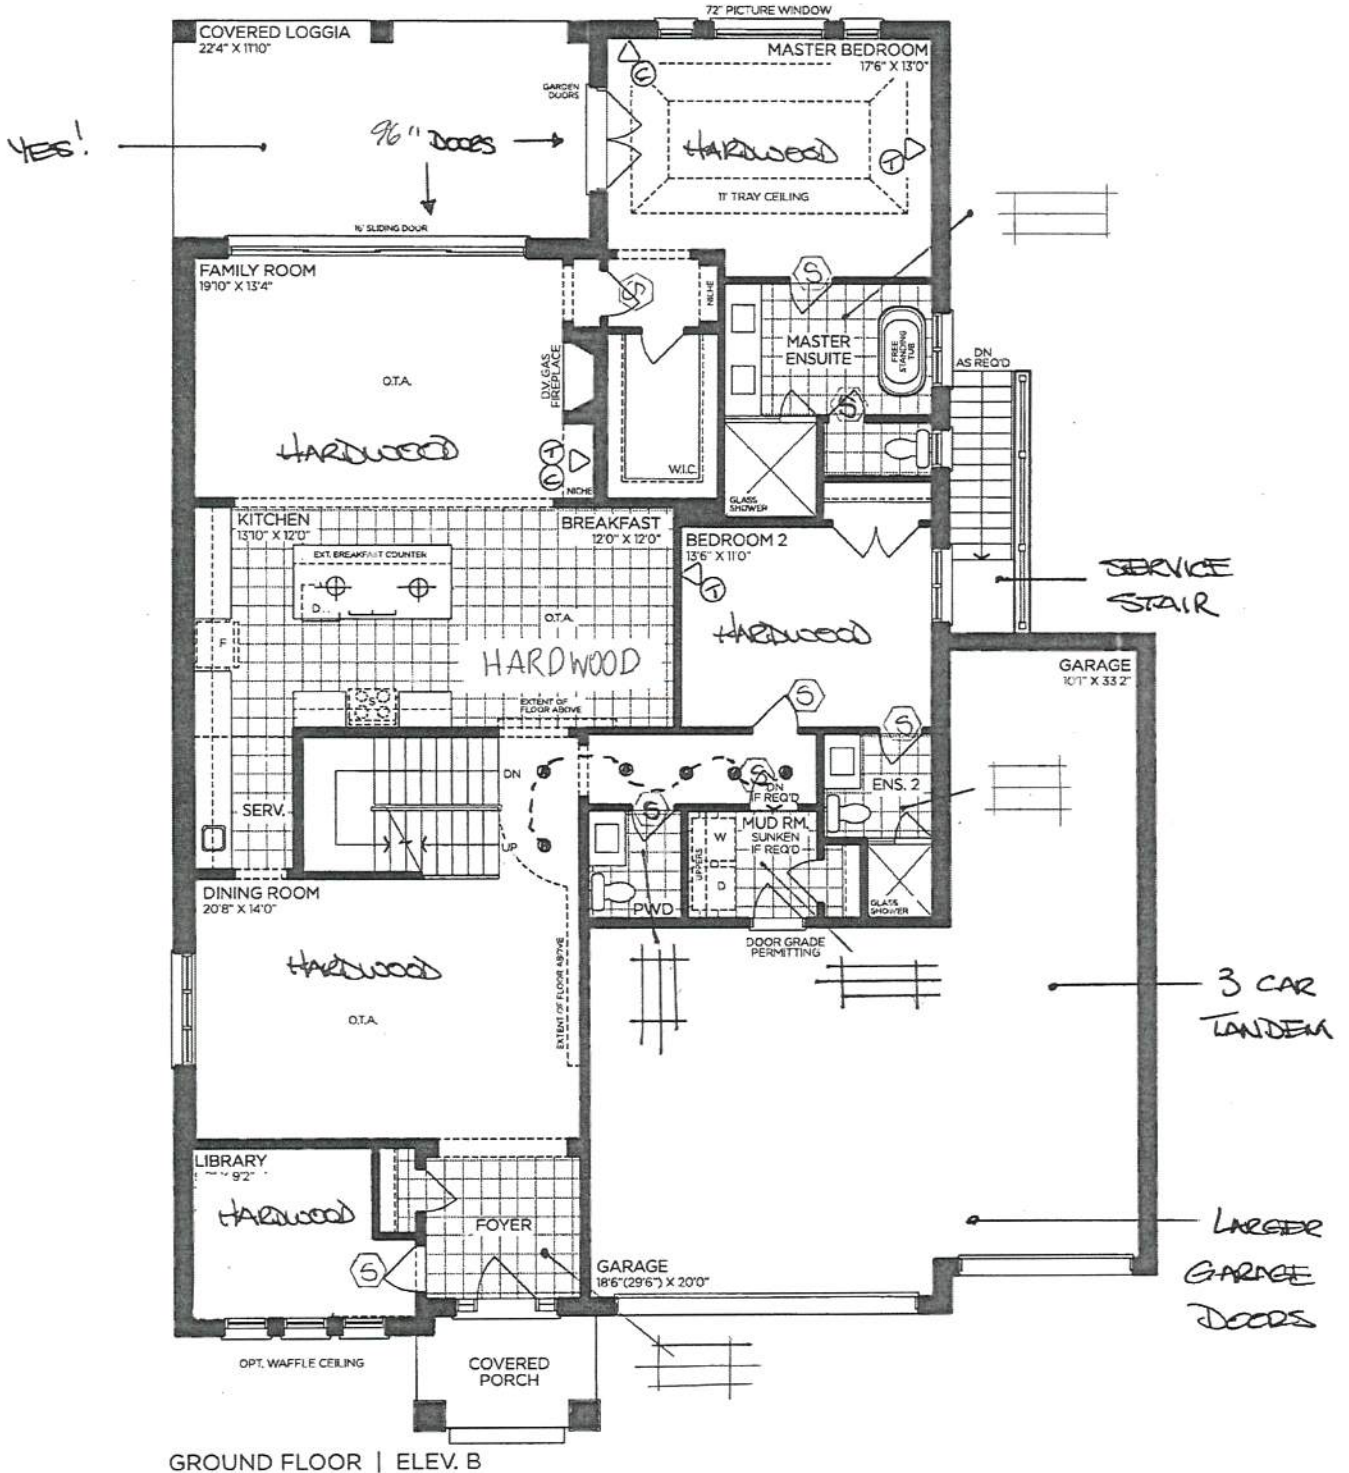 72" PICTURE WINDOW
COVERED LOGGIA
22'4" X 11'10"
MASTER BEDROOM
17'6" X 13'0"
C
GARDEN
DOORS
YES!
96" DOORS
HARDWOOD
T
11' TRAY CEILING
16' SLIDING DOOR
FAMILY ROOM
19'10" X 13'4"
S
S
NICHE
MASTER
ENSUITE
FREE
STANDING
TUB
DN
AS REQ'D
D.V. GAS
FIREPLACE
O.T.A.
S
HARDWOOD
T
C
NICHE
W.I.C.
GLASS
SHOWER
KITCHEN
13'10" X 12'0"
BREAKFAST
12'0" X 12'0"
BEDROOM 2
13'6" X 11'0"
EXT. BREAKFAST COUNTER
T
SERVICE
STAIR
D..
O.T.A.
HARDWOOD
F
HARDWOOD
GARAGE
10'1" X 33'2"
S
EXTENT OF
FLOOR ABOVE
S
S
DN
S
DN
IF REQ'D
ENS. 2
SERV.
S
MUD RM.
SUNKEN
IF REQ'D
UP
W
UPPERS
D
DINING ROOM
20'8" X 14'0"
PWD
GLASS
SHOWER
DOOR GRADE
PERMITTING
HARDWOOD
EXTENT OF FLOOR ABOVE
O.T.A.
3 CAR
TANDEM
LIBRARY
9'2"
HARDWOOD
FOYER
LARGER
GARAGE
DOORS
S
GARAGE
18'6"(29'6") X 20'0"
OPT. WAFFLE CEILING
COVERED
PORCH
GROUND FLOOR | ELEV. B